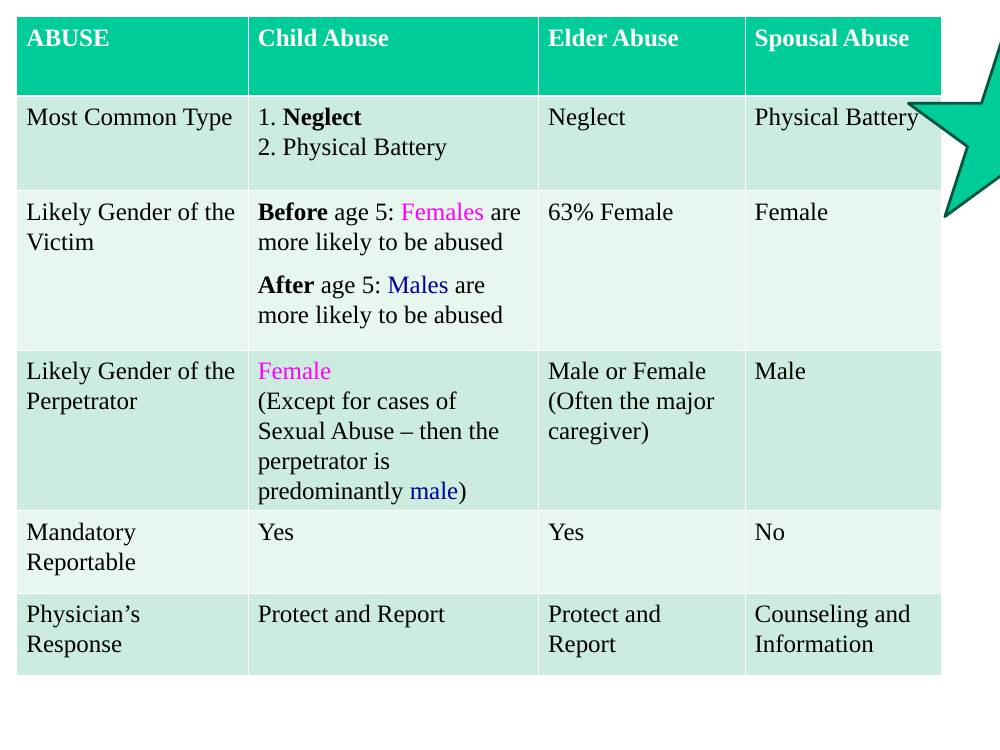 ABUSE
Child Abuse
Elder Abuse
Spousal Abuse
Most Common Type
1. Neglect
2. Physical Battery
Neglect
Physical Battery
Likely Gender of the
Victim
Before age 5: Females are
more likely to be abused
After age 5: Males are
more likely to be abused
63% Female
Female
Likely Gender of the
Perpetrator
Female
(Except for cases of
Sexual Abuse – then the
perpetrator is
predominantly male)
Male or Female
(Often the major
caregiver)
Male
Mandatory
Reportable
Yes
Yes
No
Physician’s
Response
Protect and Report
Protect and
Report
Counseling and
Information